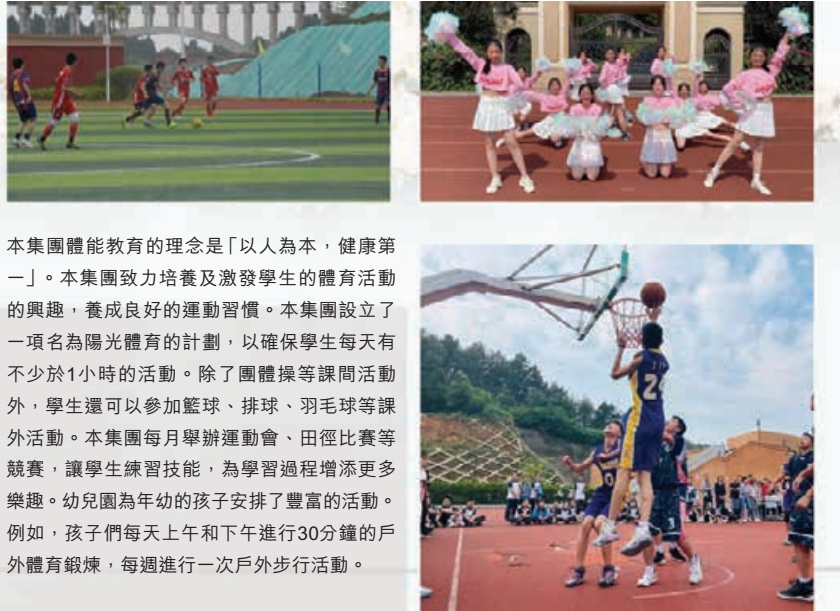 本集團體能教育的理念是「以人為本，健康第
一」。本集團致力培養及激發學生的體育活動
的興趣，養成良好的運動習慣。本集團設立了
一項名為陽光體育的計劃，以確保學生每天有
不少於1小時的活動。除了團體操等課間活動
外，學生還可以參加籃球、排球、羽毛球等課
外活動。本集團每月舉辦運動會、田徑比賽等
競賽，讓學生練習技能，為學習過程增添更多
樂趣。幼兒園為年幼的孩子安排了豐富的活動。
例如，孩子們每天上午和下午進行30分鐘的戶
外體育鍛煉，每週進行一次戶外步行活動。
24